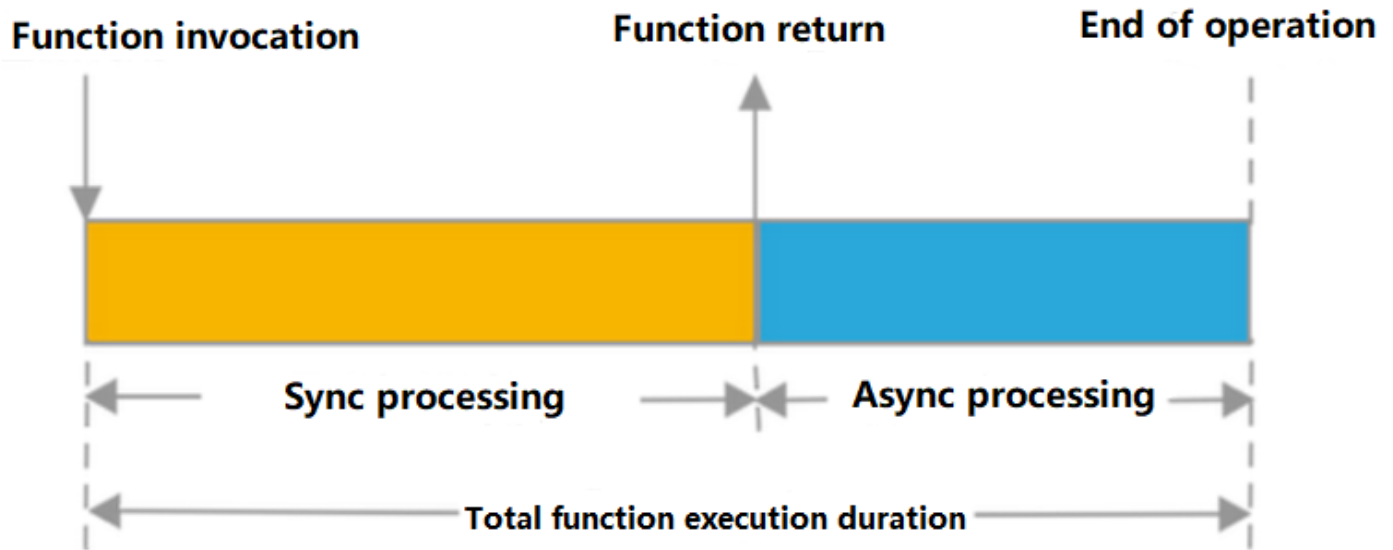 Function invocation
Function return
End of operation
Sync processing
Async processing
Total function execution duration